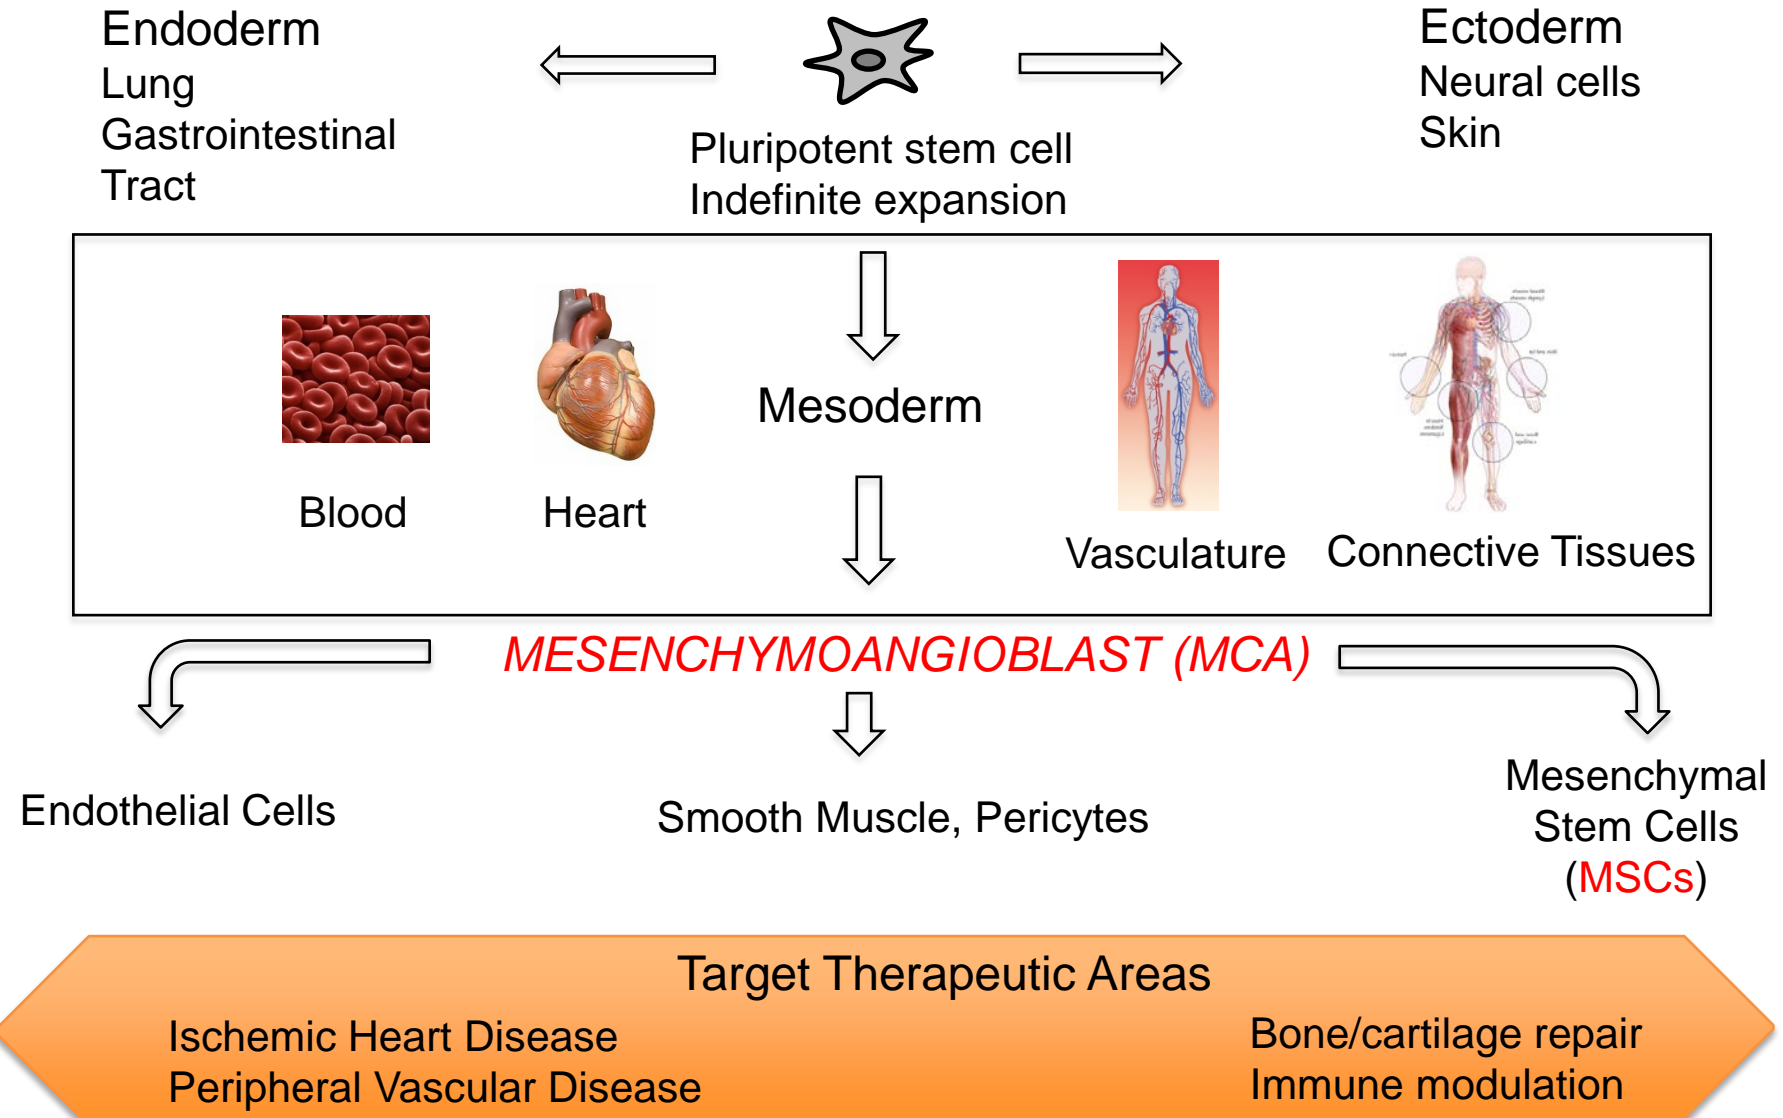 Endoderm
Lung
Gastrointestinal
Tract
Pluripotent stem cell
Indefinite expansion
Ectoderm
Neural cells
Skin
Blood
Heart
Mesoderm
Vasculature
Connective Tissues
MESENCHYMOANGIOBLAST (MCA)
Endothelial Cells
Smooth Muscle, Pericytes
Mesenchymal
Stem Cells
(MSCs)
Target Therapeutic Areas
Ischemic Heart Disease
Peripheral Vascular Disease
Bone/cartilage repair
Immune modulation